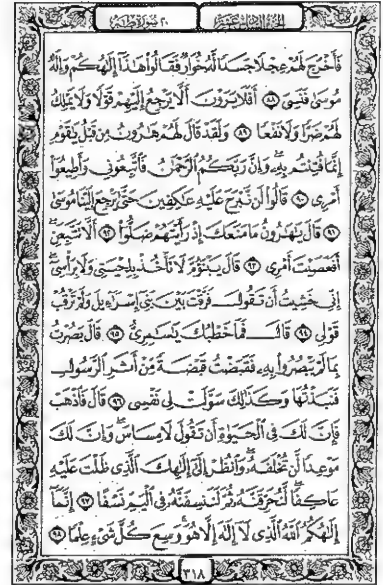 الجزء السادس عشر
٢٠ سورة طه
فَأَخْرَجَ لَهُمْ عِجْلًا جَسَدًا لَّهُۥ خُوَارٌ فَقَالُوا۟ هَٰذَآ إِلَٰهُكُمْ وَإِلَٰهُ
مُوسَىٰ فَنَسِىَ ٨٨ أَفَلَا يَرَوْنَ أَلَّا يَرْجِعُ إِلَيْهِمْ قَوْلًا وَلَا يَمْلِكُ
لَهُمْ ضَرًّا وَلَا نَفْعًا ٨٩ وَلَقَدْ قَالَ لَهُمْ هَٰرُونُ مِن قَبْلُ يَٰقَوْمِ
إِنَّمَا فُتِنتُم بِهِۦ وَإِنَّ رَبَّكُمُ ٱلرَّحْمَٰنُ فَٱتَّبِعُونِى وَأَطِيعُوٓا۟
أَمْرِى ٩٠ قَالُوا۟ لَن نَّبْرَحَ عَلَيْهِ عَٰكِفِينَ حَتَّىٰ يَرْجِعَ إِلَيْنَا مُوسَىٰ
٩١ قَالَ يَٰهَٰرُونُ مَا مَنَعَكَ إِذْ رَأَيْتَهُمْ ضَلُّوٓا۟ ٩٢ أَلَّا تَتَّبِعَنِ
أَفَعَصَيْتَ أَمْرِى ٩٣ قَالَ يَبْنَؤُمَّ لَا تَأْخُذْ بِلِحْيَتِى وَلَا بِرَأْسِىٓ
إِنِّى خَشِيتُ أَن تَقُولَ فَرَّقْتَ بَيْنَ بَنِىٓ إِسْرَٰٓءِيلَ وَلَمْ تَرْقُبْ
قَوْلِى ٩٤ قَالَ فَمَا خَطْبُكَ يَٰسَٰمِرِىُّ ٩٥ قَالَ بَصُرْتُ
بِمَا لَمْ يَبْصُرُوا۟ بِهِۦ فَقَبَضْتُ قَبْضَةً مِّنْ أَثَرِ ٱلرَّسُولِ
فَنَبَذْتُهَا وَكَذَٰلِكَ سَوَّلَتْ لِى نَفْسِى ٩٦ قَالَ فَٱذْهَبْ
فَإِنَّ لَكَ فِى ٱلْحَيَوٰةِ أَن تَقُولَ لَا مِسَاسَ وَإِنَّ لَكَ
مَوْعِدًا لَّن تُخْلَفَهُۥ وَٱنظُرْ إِلَىٰٓ إِلَٰهِكَ ٱلَّذِى ظَلْتَ عَلَيْهِ
عَاكِفًا لَّنُحَرِّقَنَّهُۥ ثُمَّ لَنَنسِفَنَّهُۥ فِى ٱلْيَمِّ نَسْفًا ٩٧ إِنَّمَآ
إِلَٰهُكُمُ ٱللَّهُ ٱلَّذِى لَآ إِلَٰهَ إِلَّا هُوَ وَسِعَ كُلَّ شَىْءٍ عِلْمًا ٩٨
٣١٨